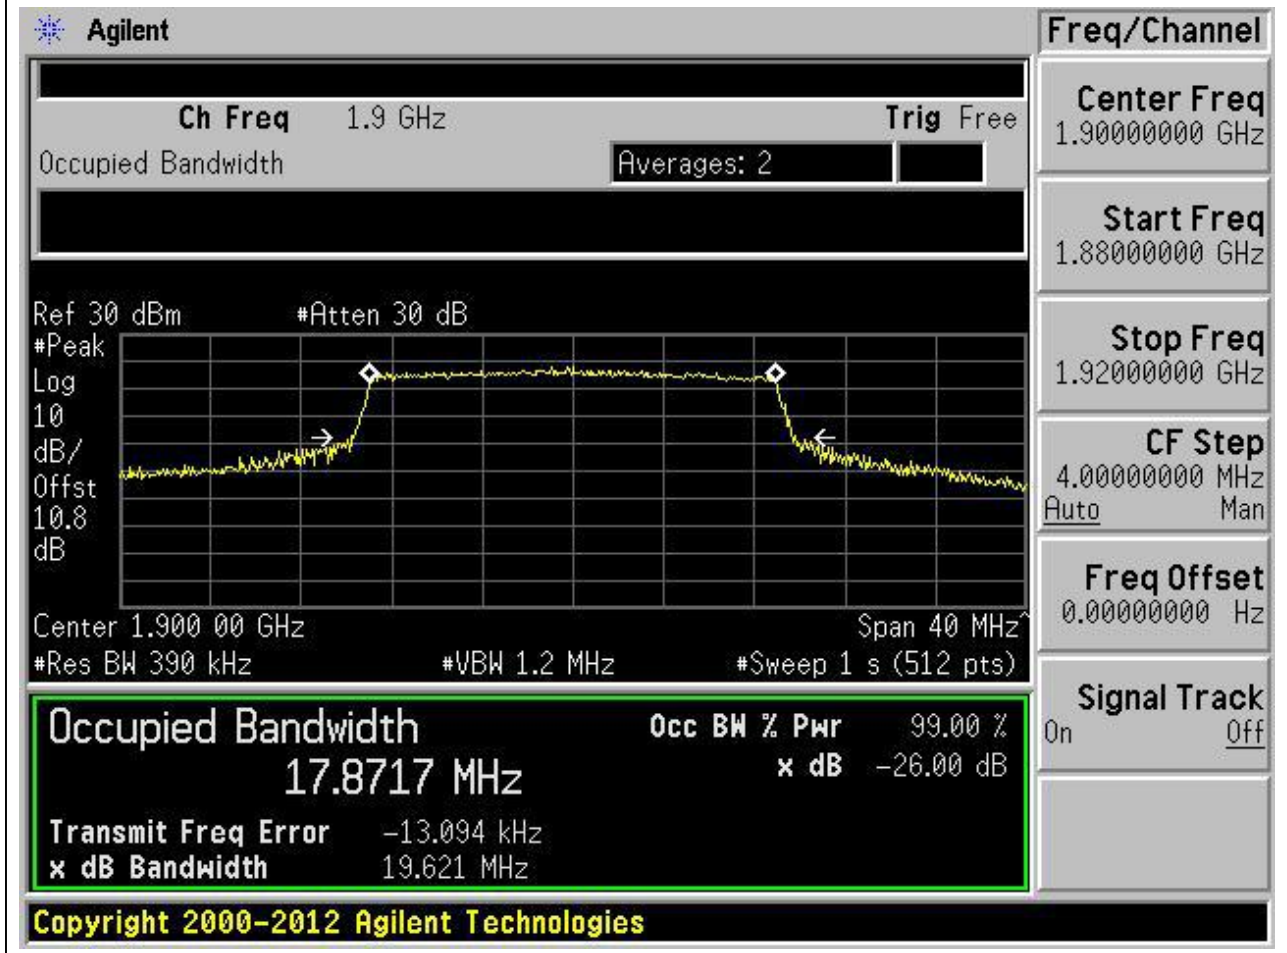 Agilent
Freq/Channel
Ch Freq 1.9 GHz Trig Free
Occupied Bandwidth Averages: 2
Center Freq
1.90000000 GHz
Start Freq
1.88000000 GHz
Stop Freq
1.92000000 GHz
CF Step
4.00000000 MHz
Auto Man
Freq Offset
0.00000000 Hz
Signal Track
On Off
Ref 30 dBm #Atten 30 dB
#Peak
Log
10
dB/
Offst
10.8
dB
Center 1.900 00 GHz Span 40 MHz^
#Res BW 390 kHz #VBW 1.2 MHz #Sweep 1 s (512 pts)
Occupied Bandwidth Occ BW % Pwr 99.00 %
17.8717 MHz x dB -26.00 dB
Transmit Freq Error -13.094 kHz
x dB Bandwidth 19.621 MHz
Copyright 2000-2012 Agilent Technologies